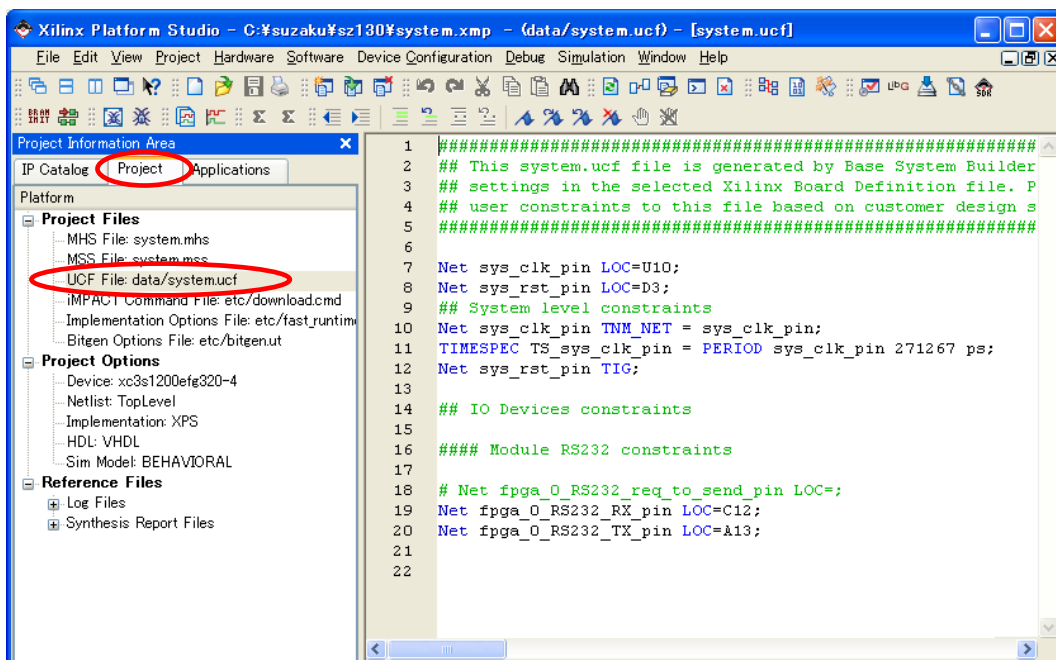 Xilinx Platform Studio - C:¥suzaku¥sz130¥system.xmp - (data/system.ucf) - [system.ucf]
File Edit View Project Hardware Software Device Configuration Debug Simulation Window Help
Project Information Area
IP Catalog Project Applications
Platform
Project Files
MHS File: system.mhs
MSS File: system.mss
UCF File: data/system.ucf
iMPACT Command File: etc/download.cmd
Implementation Options File: etc/fast_runtim
Bitgen Options File: etc/bitgen.ut
Project Options
Device: xc3s1200efg320-4
Netlist: TopLevel
Implementation: XPS
HDL: VHDL
Sim Model: BEHAVIORAL
Reference Files
Log Files
Synthesis Report Files
1 ###########################################################
2 ## This system.ucf file is generated by Base System Builder
3 ## settings in the selected Xilinx Board Definition file. P
4 ## user constraints to this file based on customer design s
5 ###########################################################
6
7 Net sys_clk_pin LOC=U10;
8 Net sys_rst_pin LOC=D3;
9 ## System level constraints
10 Net sys_clk_pin TNM_NET = sys_clk_pin;
11 TIMESPEC TS_sys_clk_pin = PERIOD sys_clk_pin 271267 ps;
12 Net sys_rst_pin TIG;
13
14 ## IO Devices constraints
15
16 #### Module RS232 constraints
17
18 # Net fpga_0_RS232_req_to_send_pin LOC=;
19 Net fpga_0_RS232_RX_pin LOC=C12;
20 Net fpga_0_RS232_TX_pin LOC=A13;
21
22